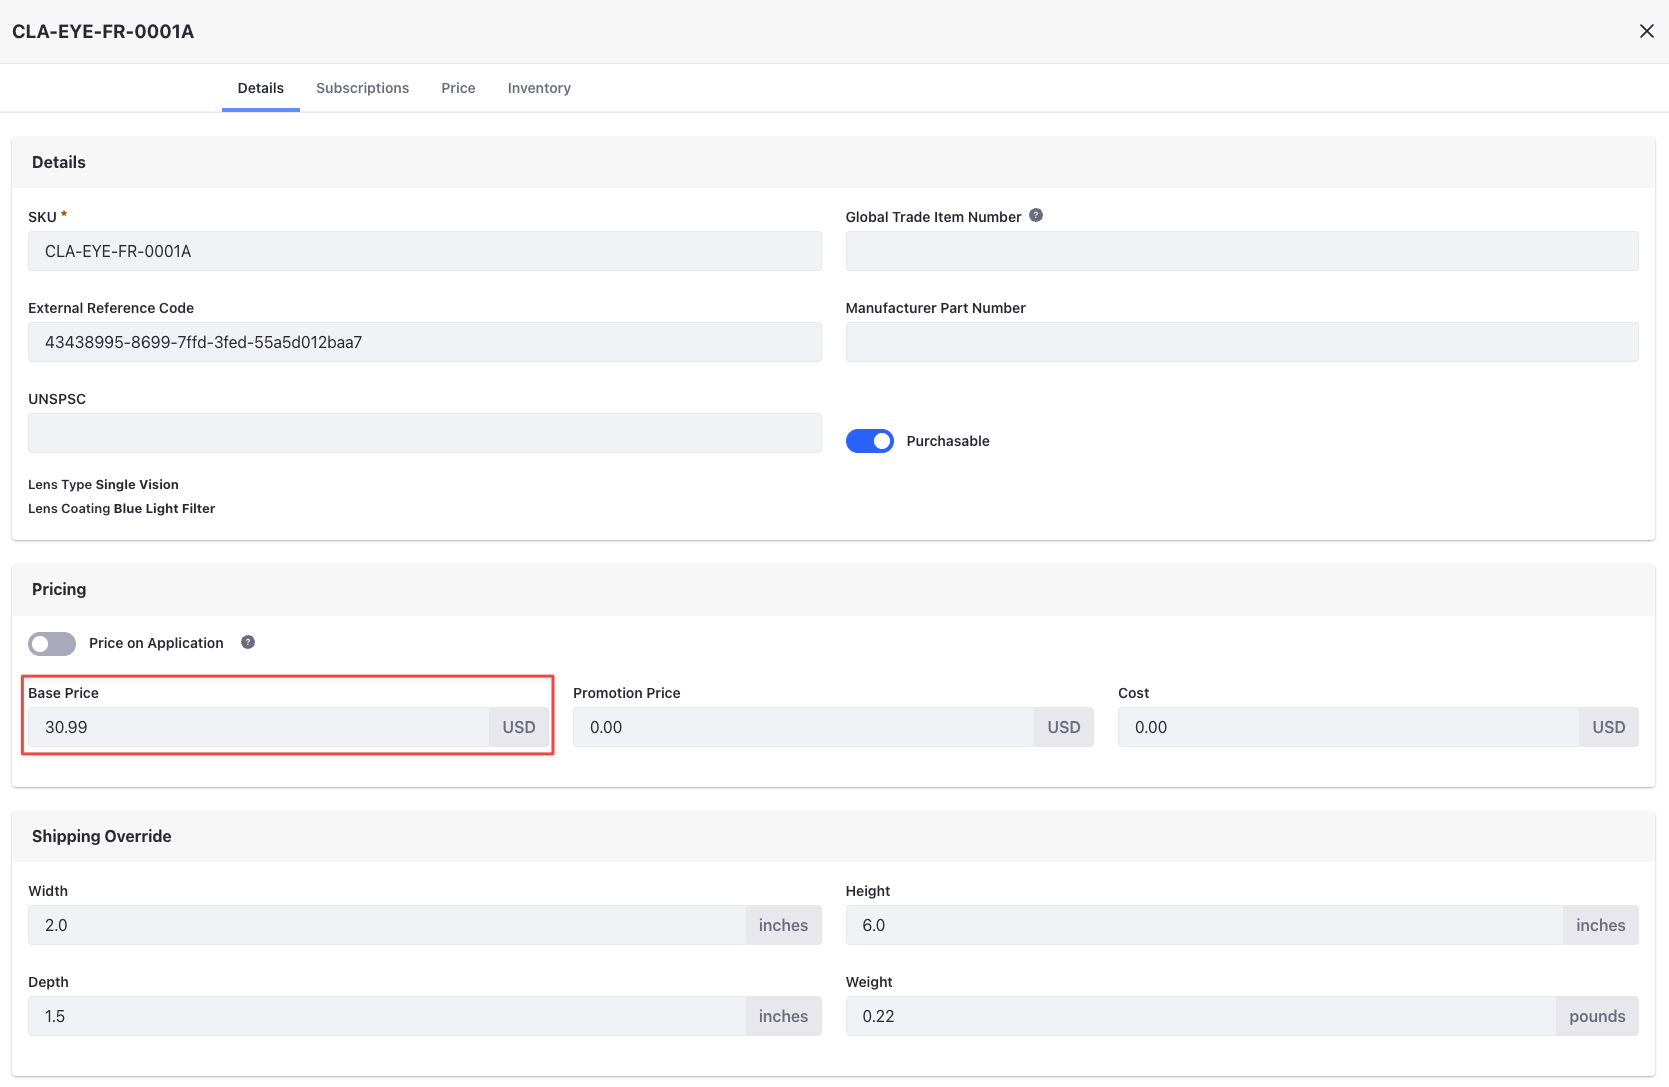 CLA-EYE-FR-0001A
Details Subscriptions Price Inventory
Details
SKU *
CLA-EYE-FR-0001A
Global Trade Item Number ?
External Reference Code
43438995-8699-7ffd-3fed-55a5d012baa7
Manufacturer Part Number
UNSPSC
Purchasable
Lens Type Single Vision
Lens Coating Blue Light Filter
Pricing
Price on Application ?
Base Price
30.99 USD
Promotion Price
0.00 USD
Cost
0.00 USD
Shipping Override
Width
2.0 inches
Height
6.0 inches
Depth
1.5 inches
Weight
0.22 pounds